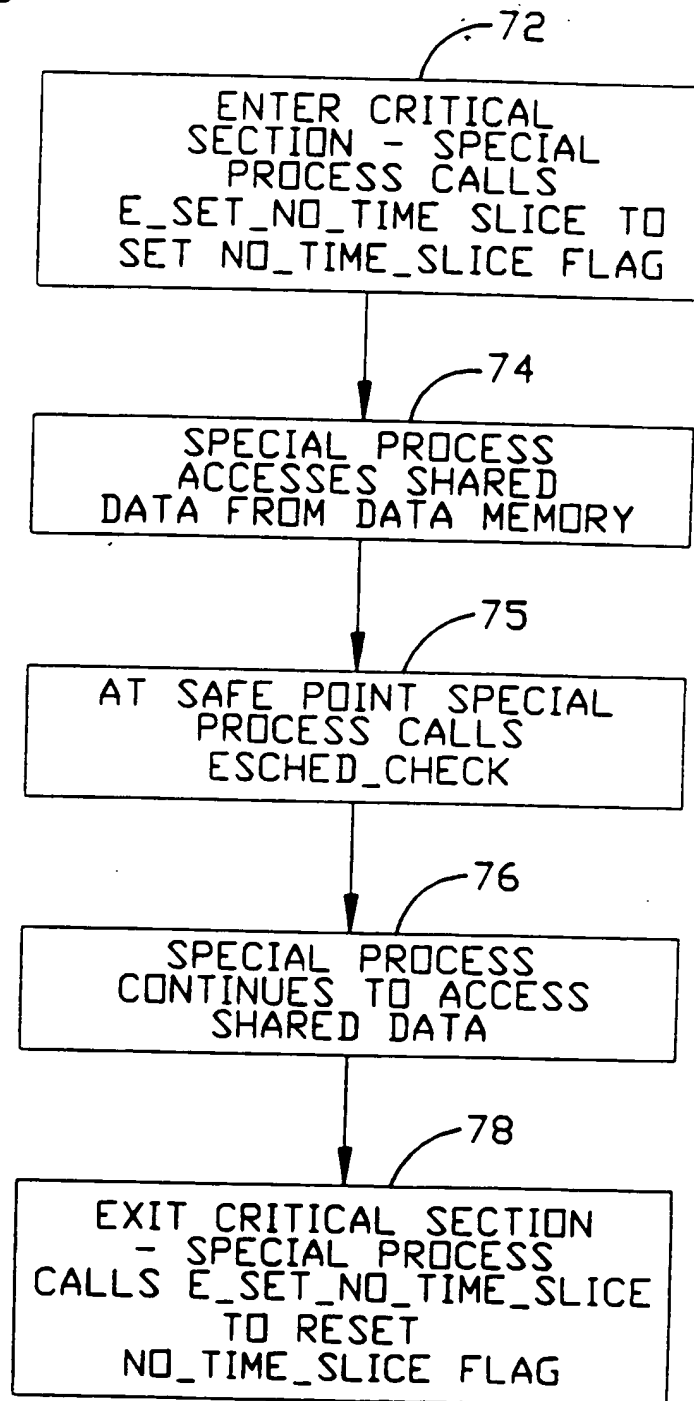 72
ENTER CRITICAL
SECTION - SPECIAL
PROCESS CALLS
E_SET_NO_TIME SLICE TO
SET NO_TIME_SLICE FLAG
74
SPECIAL PROCESS
ACCESSES SHARED
DATA FROM DATA MEMORY
75
AT SAFE POINT SPECIAL
PROCESS CALLS
ESCHED_CHECK
76
SPECIAL PROCESS
CONTINUES TO ACCESS
SHARED DATA
78
EXIT CRITICAL SECTION
- SPECIAL PROCESS
CALLS E_SET_NO_TIME_SLICE
TO RESET
NO_TIME_SLICE FLAG